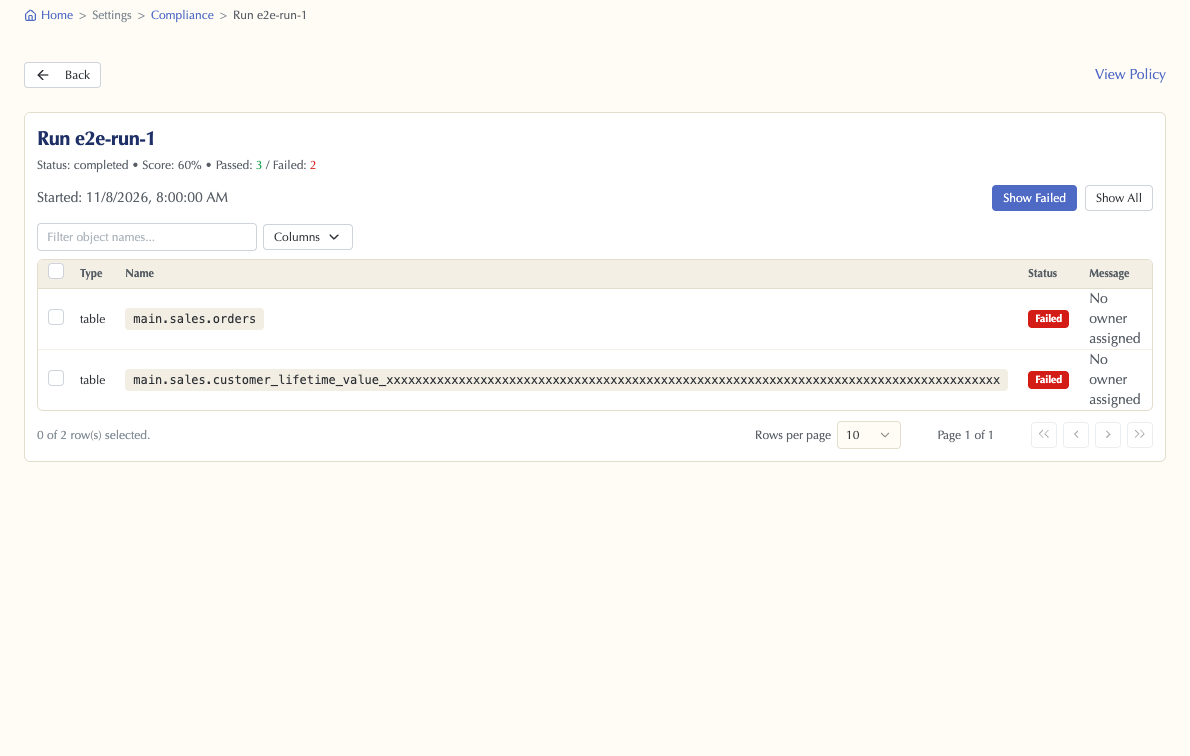 Home > Settings > Compliance > Run e2e-run-1
Back
View Policy
Run e2e-run-1
Status: completed • Score: 60% • Passed: 3 / Failed: 2
Started: 11/8/2026, 8:00:00 AM
Show Failed
Show All
Filter object names...
Columns
Type Name Status Message
table main.sales.orders Failed No owner assigned
table main.sales.customer_lifetime_value_xxxxxxxxxxxxxxxxxxxxxxxxxxxxxxxxxxxxxxxxxxxxxxxxxxxxxxxxxxxxxxxxxxxxxxxxxxxxxxxxxxxxx Failed No owner assigned
0 of 2 row(s) selected.
Rows per page 10
Page 1 of 1